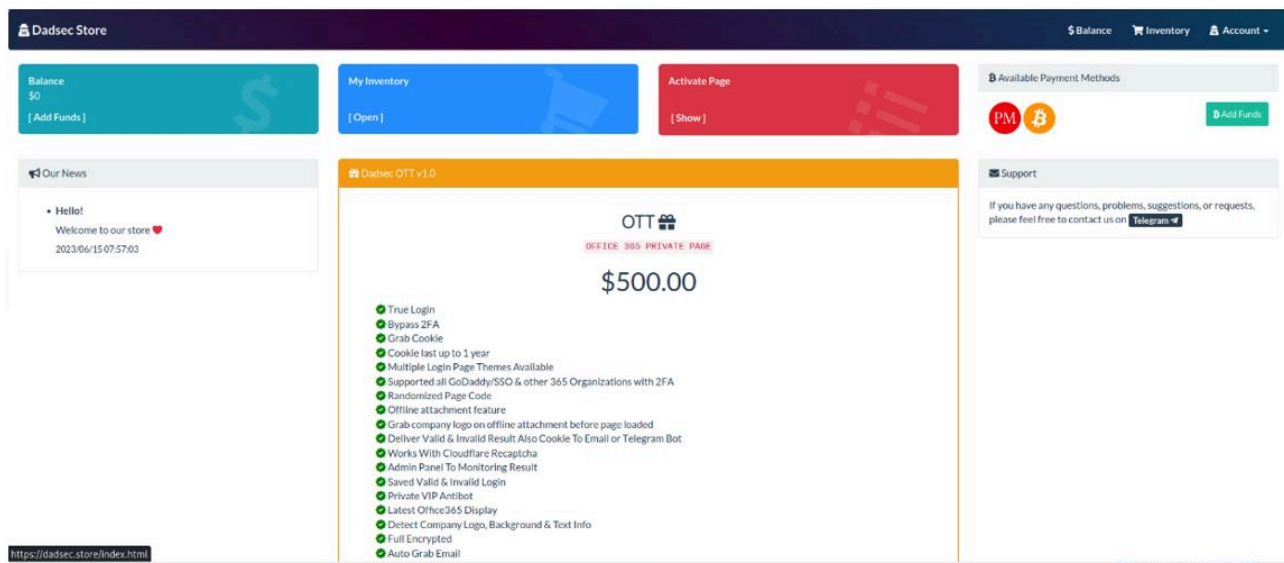 Dadsec Store
$ Balance
Inventory
Account
Balance
$0
[ Add Funds ]
My Inventory
[ Open ]
Activate Page
[ Show ]
Available Payment Methods
PM
Add Funds
Our News
• Hello!
Welcome to our store
2023/06/15 07:57:03
Dadsec OTT v1.0
OTT
OFFICE 365 PRIVATE PAGE
$500.00
True Login
Bypass 2FA
Grab Cookie
Cookie last up to 1 year
Multiple Login Page Themes Available
Supported all GoDaddy/SSO & other 365 Organizations with 2FA
Randomized Page Code
Offline attachment feature
Grab company logo on offline attachment before page loaded
Deliver Valid & Invalid Result Also Cookie To Email or Telegram Bot
Works With Cloudflare Recaptcha
Admin Panel To Monitoring Result
Saved Valid & Invalid Login
Private VIP Antibot
Latest Office365 Display
Detect Company Logo, Background & Text Info
Full Encrypted
Auto Grab Email
Support
If you have any questions, problems, suggestions, or requests,
please feel free to contact us on Telegram
https://dadsec.store/index.html